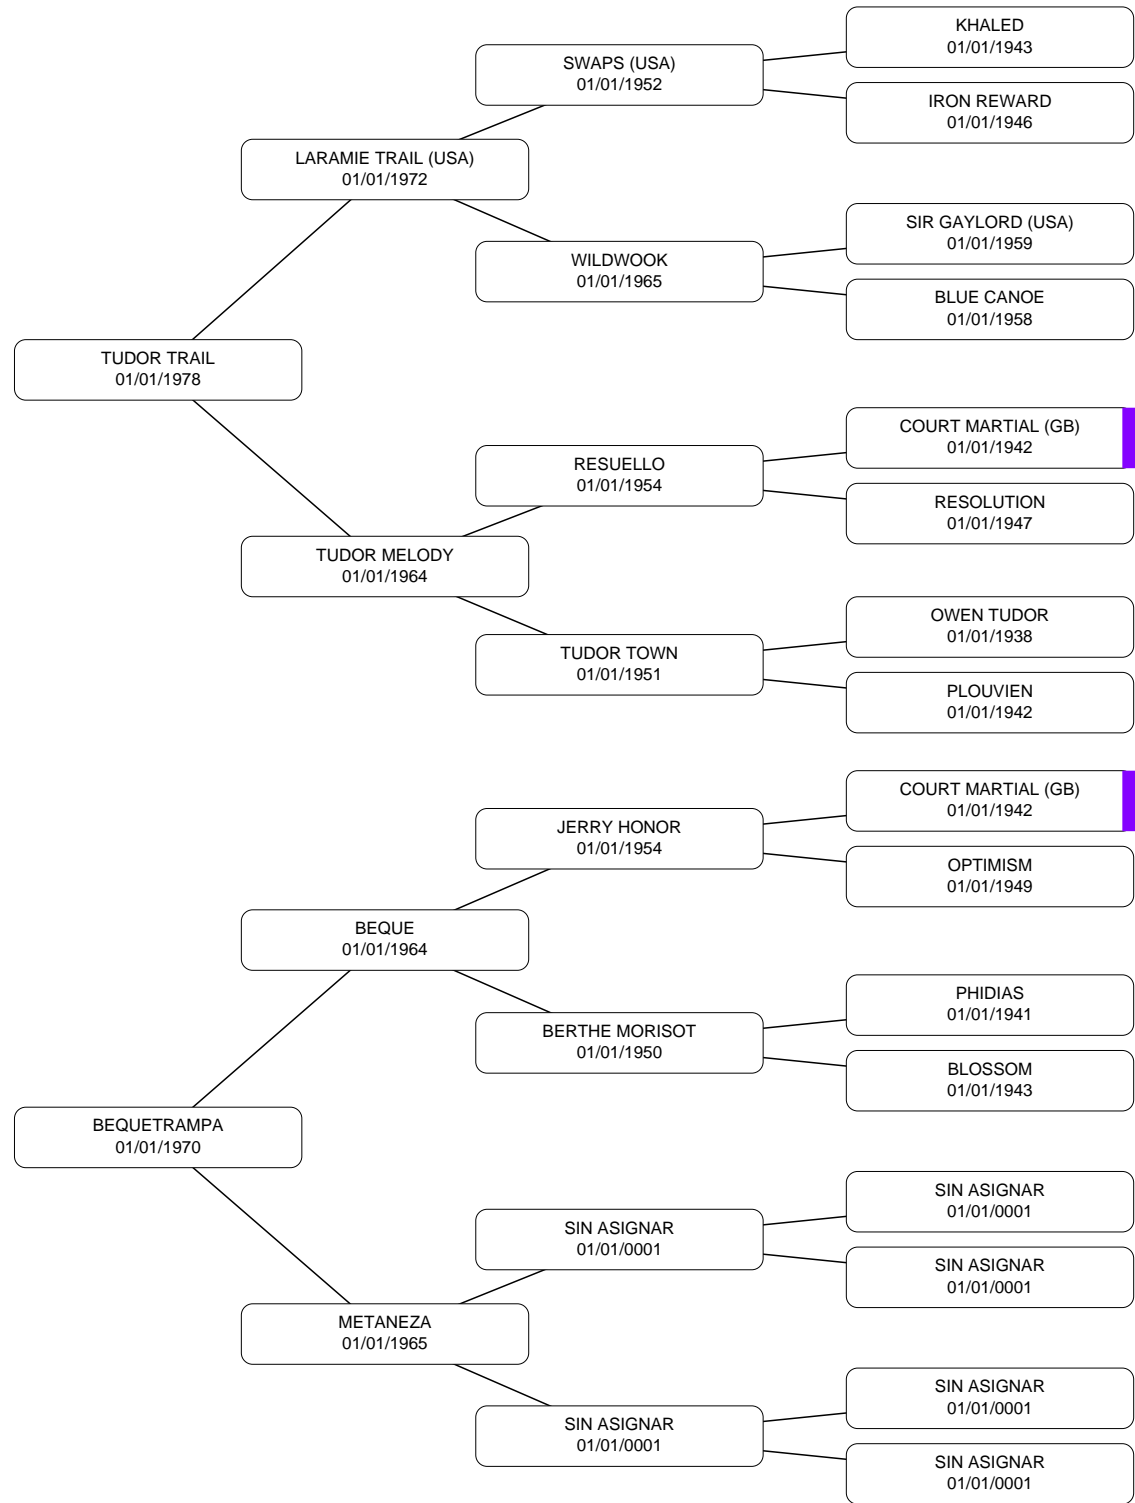 KHALED
01/01/1943
SWAPS (USA)
01/01/1952
IRON REWARD
01/01/1946
LARAMIE TRAIL (USA)
01/01/1972
SIR GAYLORD (USA)
01/01/1959
WILDWOOK
01/01/1965
BLUE CANOE
01/01/1958
TUDOR TRAIL
01/01/1978
COURT MARTIAL (GB)
01/01/1942
RESUELLO
01/01/1954
RESOLUTION
01/01/1947
TUDOR MELODY
01/01/1964
OWEN TUDOR
01/01/1938
TUDOR TOWN
01/01/1951
PLOUVIEN
01/01/1942
COURT MARTIAL (GB)
01/01/1942
JERRY HONOR
01/01/1954
OPTIMISM
01/01/1949
BEQUE
01/01/1964
PHIDIAS
01/01/1941
BERTHE MORISOT
01/01/1950
BLOSSOM
01/01/1943
BEQUETRAMPA
01/01/1970
SIN ASIGNAR
01/01/0001
SIN ASIGNAR
01/01/0001
SIN ASIGNAR
01/01/0001
METANEZA
01/01/1965
SIN ASIGNAR
01/01/0001
SIN ASIGNAR
01/01/0001
SIN ASIGNAR
01/01/0001